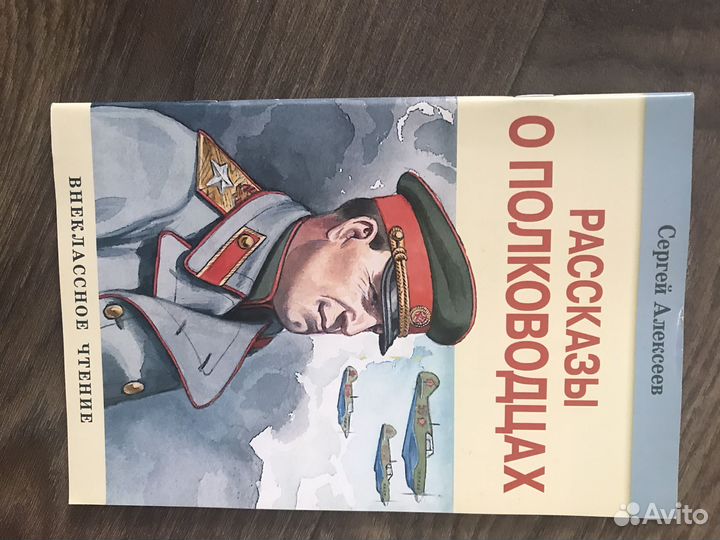 Сергей Алексеев
РАССКАЗЫ
О ПОЛКОВОДЦАХ
ВНЕКЛАССНОЕ ЧТЕНИЕ
Avito